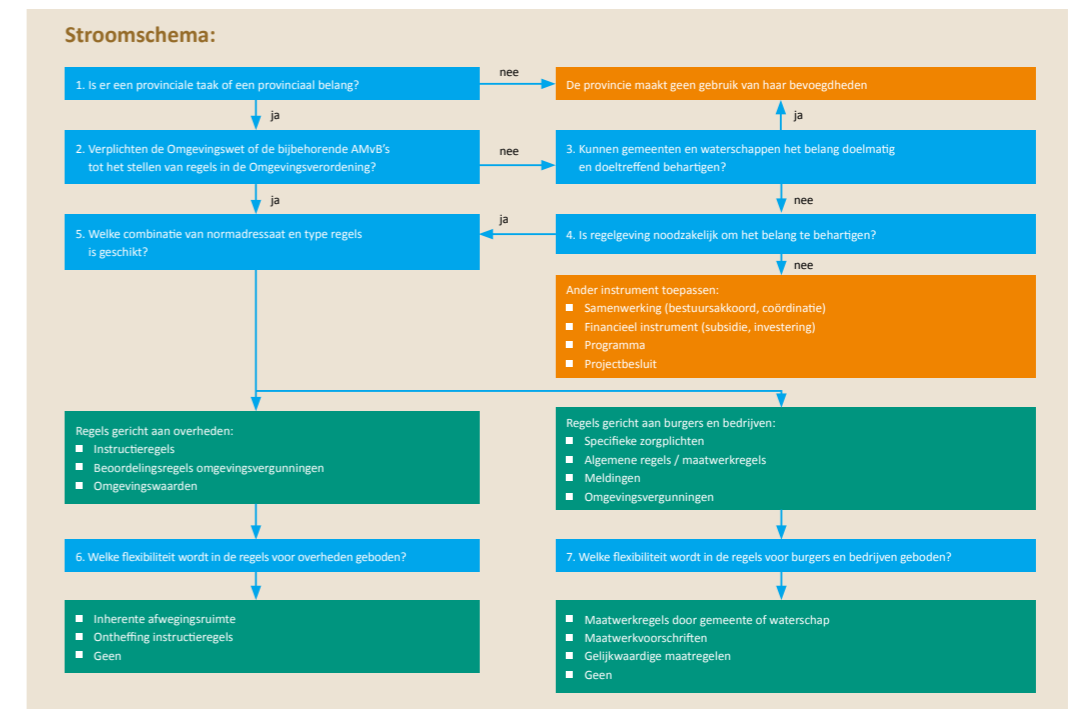 Stroomschema:
1. Is er een provinciale taak of een provinciaal belang?
nee
De provincie maakt geen gebruik van haar bevoegdheden
ja
ja
2. Verplichten de Omgevingswet of de bijbehorende AMvB's
tot het stellen van regels in de Omgevingsverordening?
nee
3. Kunnen gemeenten en waterschappen het belang doelmatig
en doeltreffend behartigen?
ja
nee
5. Welke combinatie van normadressaat en type regels
is geschikt?
ja
4. Is regelgeving noodzakelijk om het belang te behartigen?
nee
Ander instrument toepassen:
Samenwerking (bestuursakkoord, coördinatie)
Financieel instrument (subsidie, investering)
Programma
Projectbesluit
Regels gericht aan overheden:
Instructieregels
Beoordelingsregels omgevingsvergunningen
Omgevingswaarden
Regels gericht aan burgers en bedrijven:
Specifieke zorgplichten
Algemene regels / maatwerkregels
Meldingen
Omgevingsvergunningen
6. Welke flexibiliteit wordt in de regels voor overheden geboden?
7. Welke flexibiliteit wordt in de regels voor burgers en bedrijven geboden?
Inherente afwegingsruimte
Ontheffing instructieregels
Geen
Maatwerkregels door gemeente of waterschap
Maatwerkvoorschriften
Gelijkwaardige maatregelen
Geen